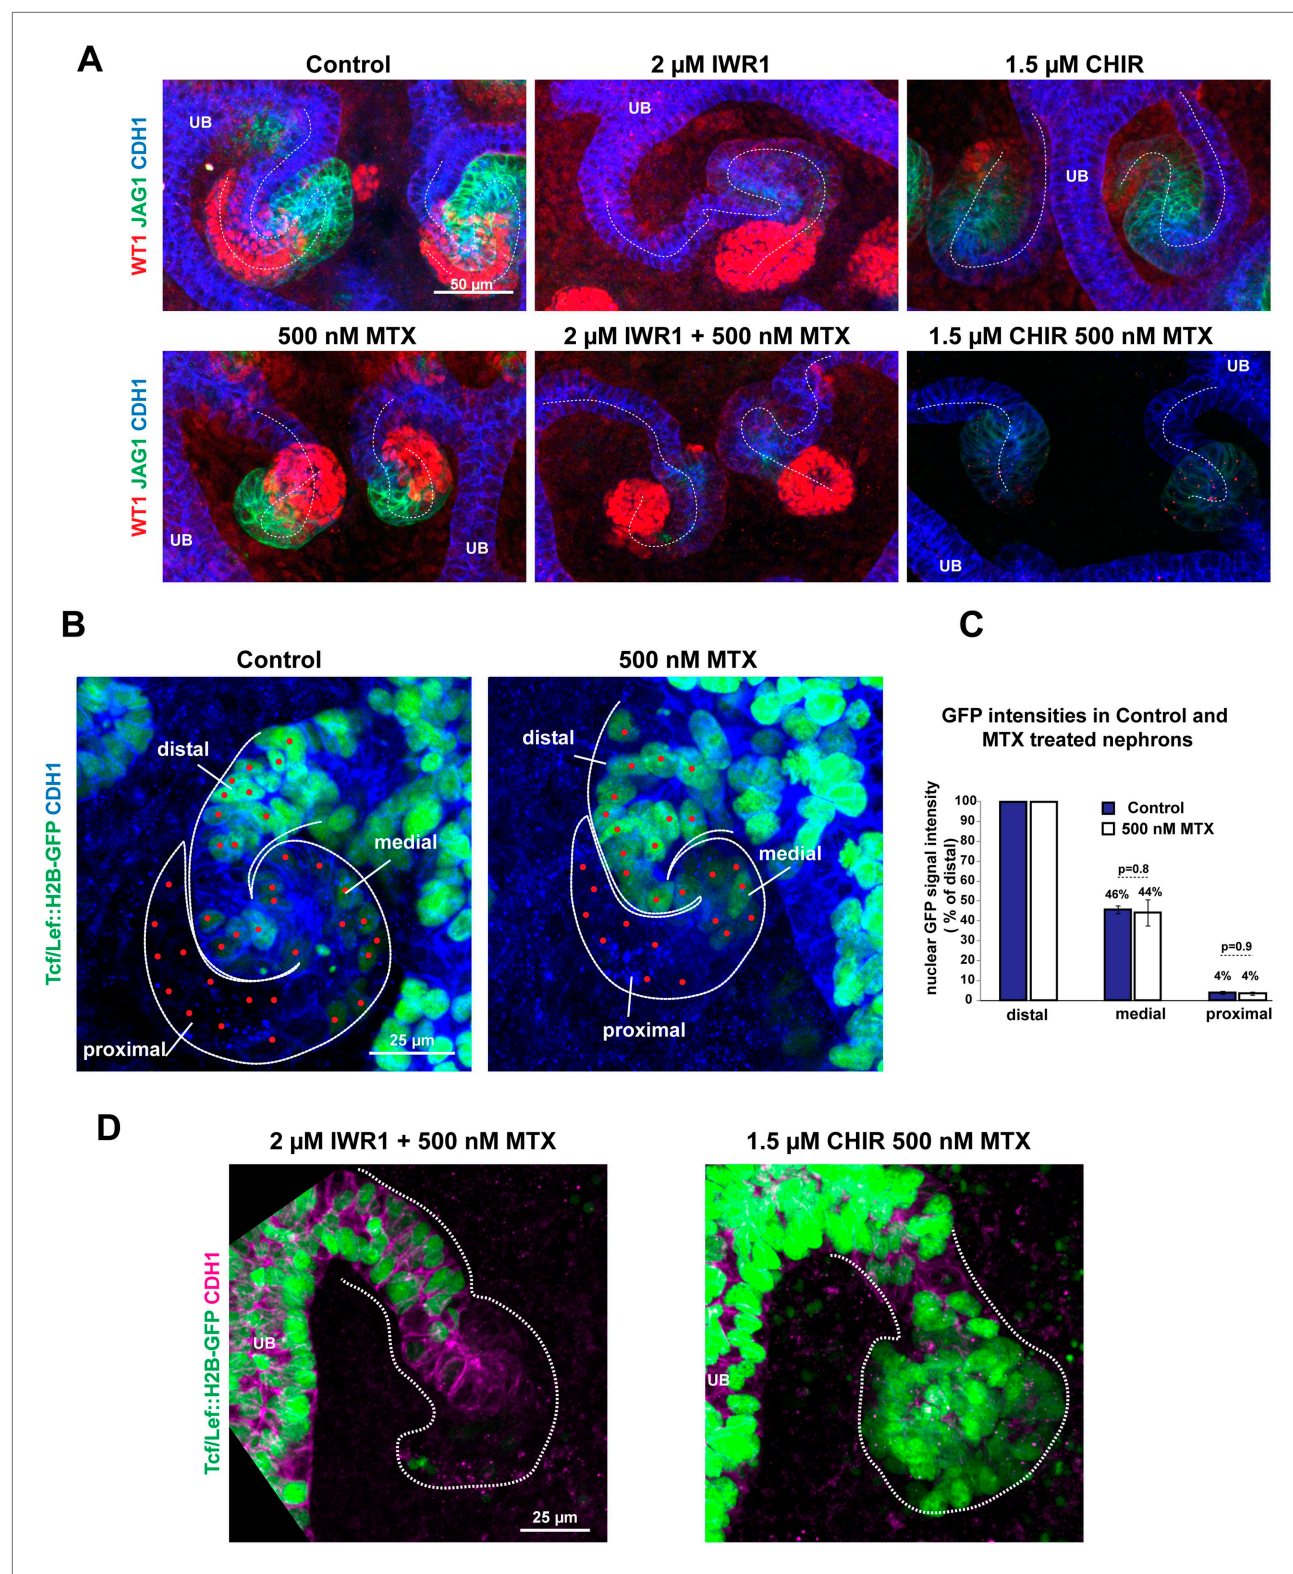 A
Control
2 µM IWR1
1.5 µM CHIR
WT1 JAG1 CDH1
UB
50 µm
UB
UB
500 nM MTX
2 µM IWR1 + 500 nM MTX
1.5 µM CHIR 500 nM MTX
WT1 JAG1 CDH1
UB
UB
UB
UB
B
Control
500 nM MTX
Tcf/Lef::H2B-GFP CDH1
distal
medial
proximal
25 µm
distal
medial
proximal
C
GFP intensities in Control and
MTX treated nephrons
nuclear GFP signal intensity
( % of distal)
100
90
80
70
60
50
40
30
20
10
0
Control
500 nM MTX
p=0.8
46%
44%
p=0.9
4%
4%
distal
medial
proximal
D
2 µM IWR1 + 500 nM MTX
1.5 µM CHIR 500 nM MTX
Tcf/Lef::H2B-GFP CDH1
UB
25 µm
UB